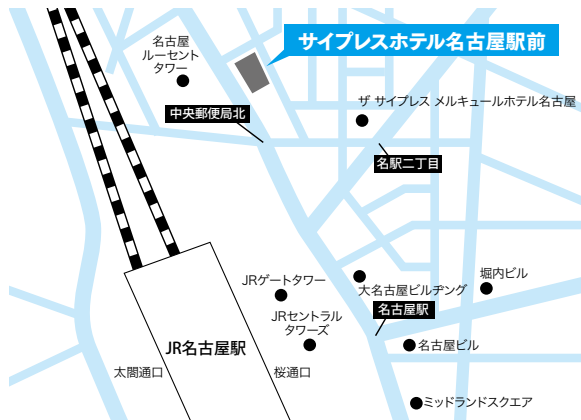 サイプレスホテル名古屋駅前
名古屋
ルーセント
タワー
ザ サイプレス メルキュールホテル名古屋
中央郵便局北
名駅二丁目
JRゲートタワー
大名古屋ビルヂング
堀内ビル
名古屋駅
JRセントラル
タワーズ
名古屋ビル
JR名古屋駅
太閤通口
桜通口
ミッドランドスクエア